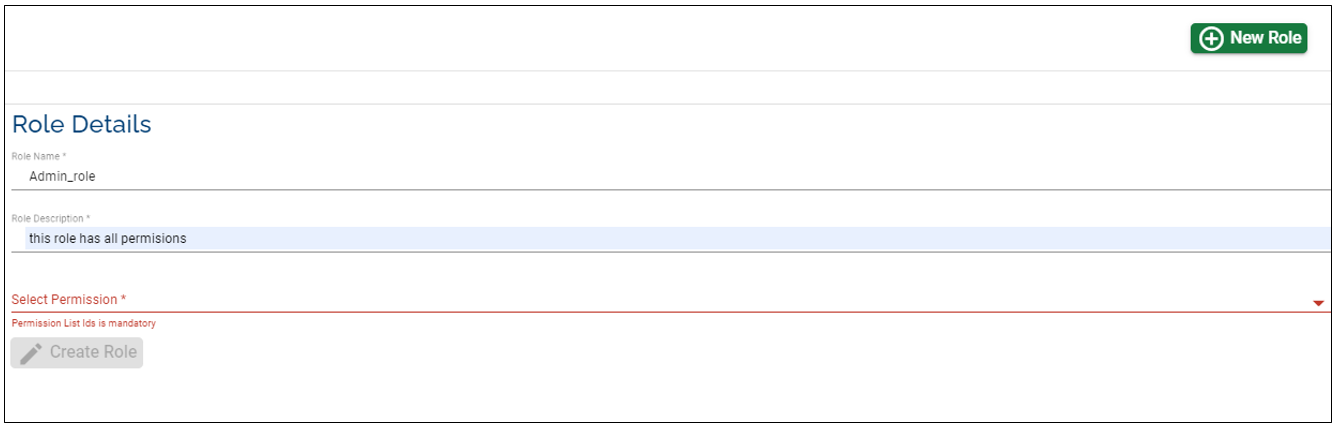 New Role
Role Details
Role Name *
Admin_role
Role Description *
this role has all permisions
Select Permission *
Permission List Ids is mandatory
Create Role